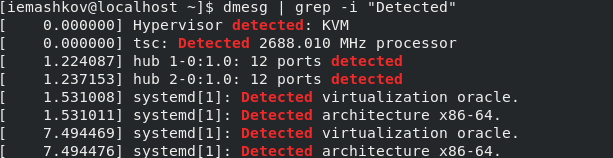 [iemashkov@localhost ~]$ dmesg | grep -i "Detected"
[    0.000000] Hypervisor detected: KVM
[    0.000000] tsc: Detected 2688.010 MHz processor
[    1.224087] hub 1-0:1.0: 12 ports detected
[    1.237153] hub 2-0:1.0: 12 ports detected
[    1.531008] systemd[1]: Detected virtualization oracle.
[    1.531011] systemd[1]: Detected architecture x86-64.
[    7.494469] systemd[1]: Detected virtualization oracle.
[    7.494476] systemd[1]: Detected architecture x86-64.